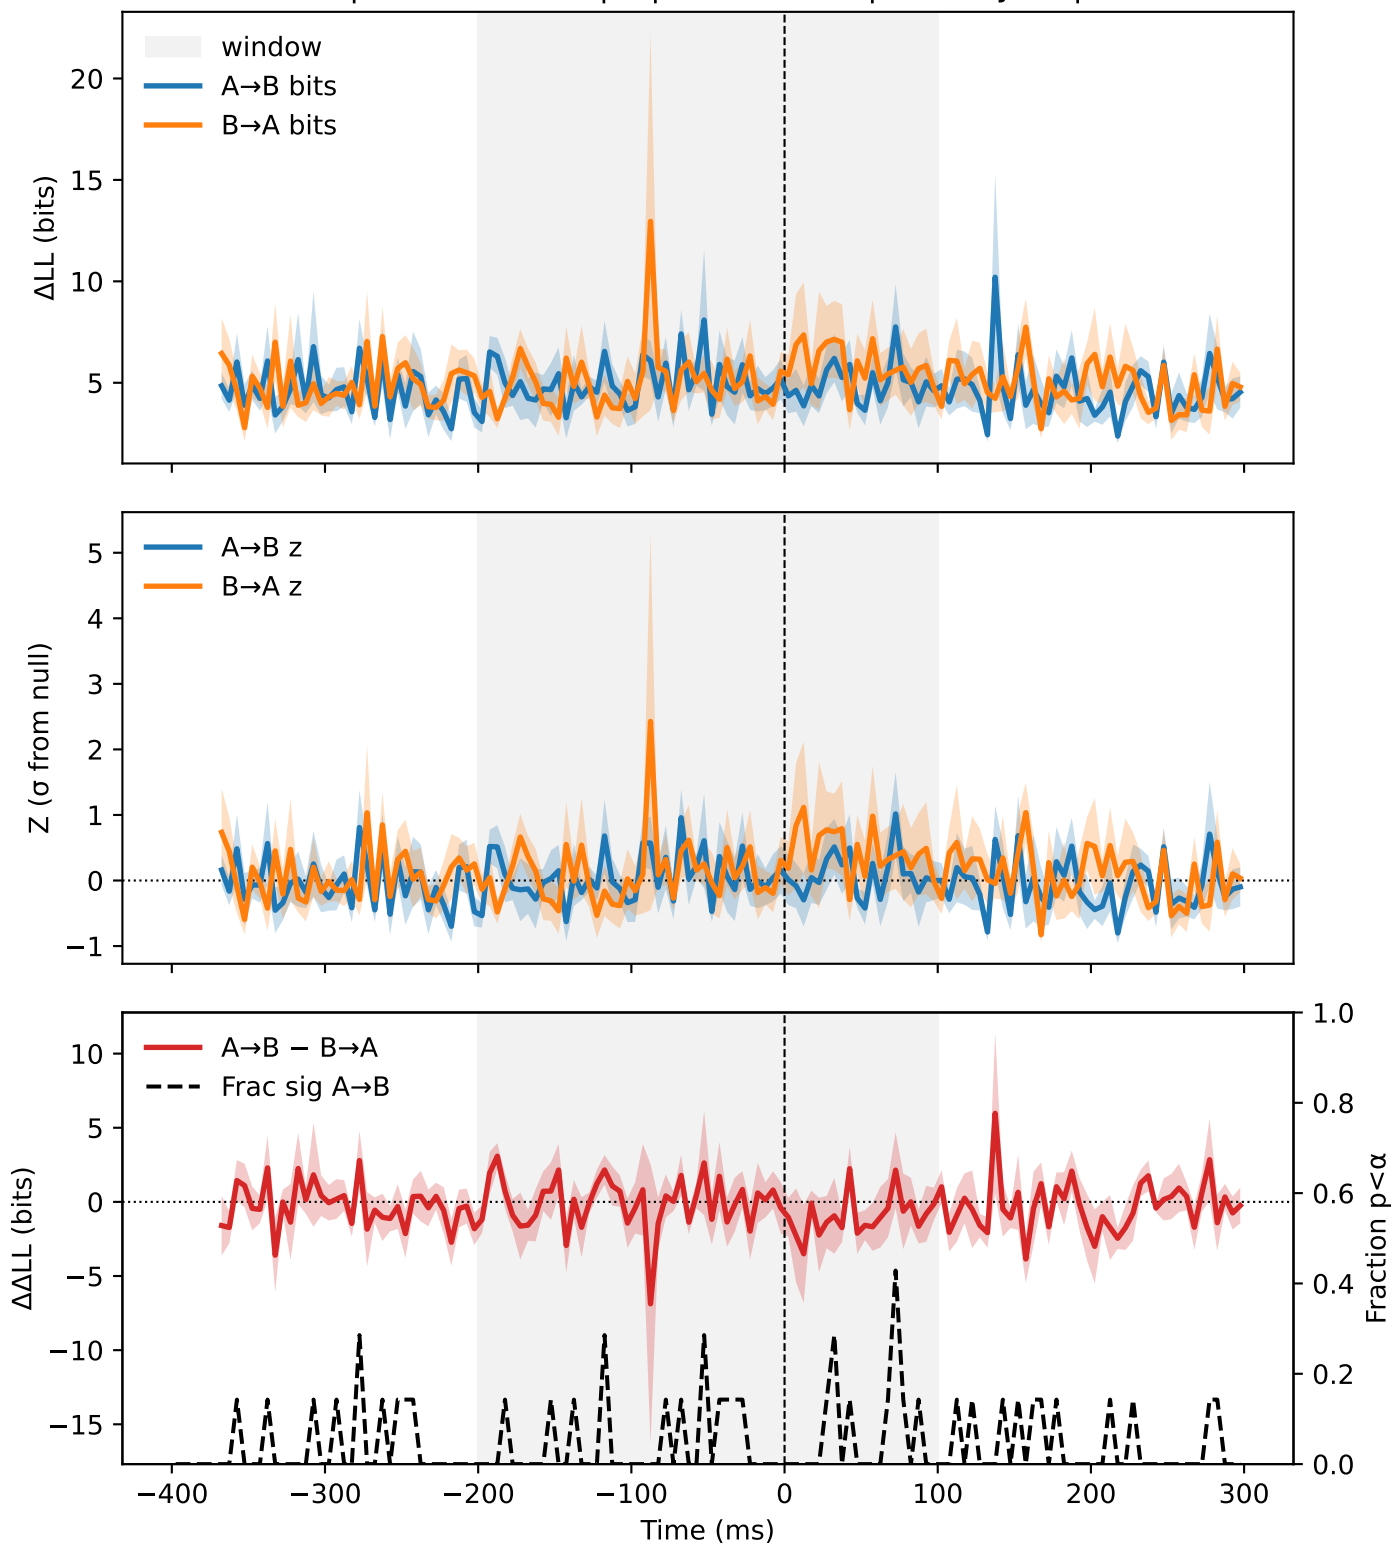 window
A→B bits
B→A bits
20
15
10
5
ΔLL (bits)
A→B z
B→A z
5
4
3
2
1
0
−1
Z (σ from null)
A→B − B→A
Frac sig A→B
10
5
0
−5
−10
−15
ΔΔLL (bits)
1.0
0.8
0.6
0.4
0.2
0.0
Fraction p<α
−400 −300 −200 −100 0 100 200 300
Time (ms)